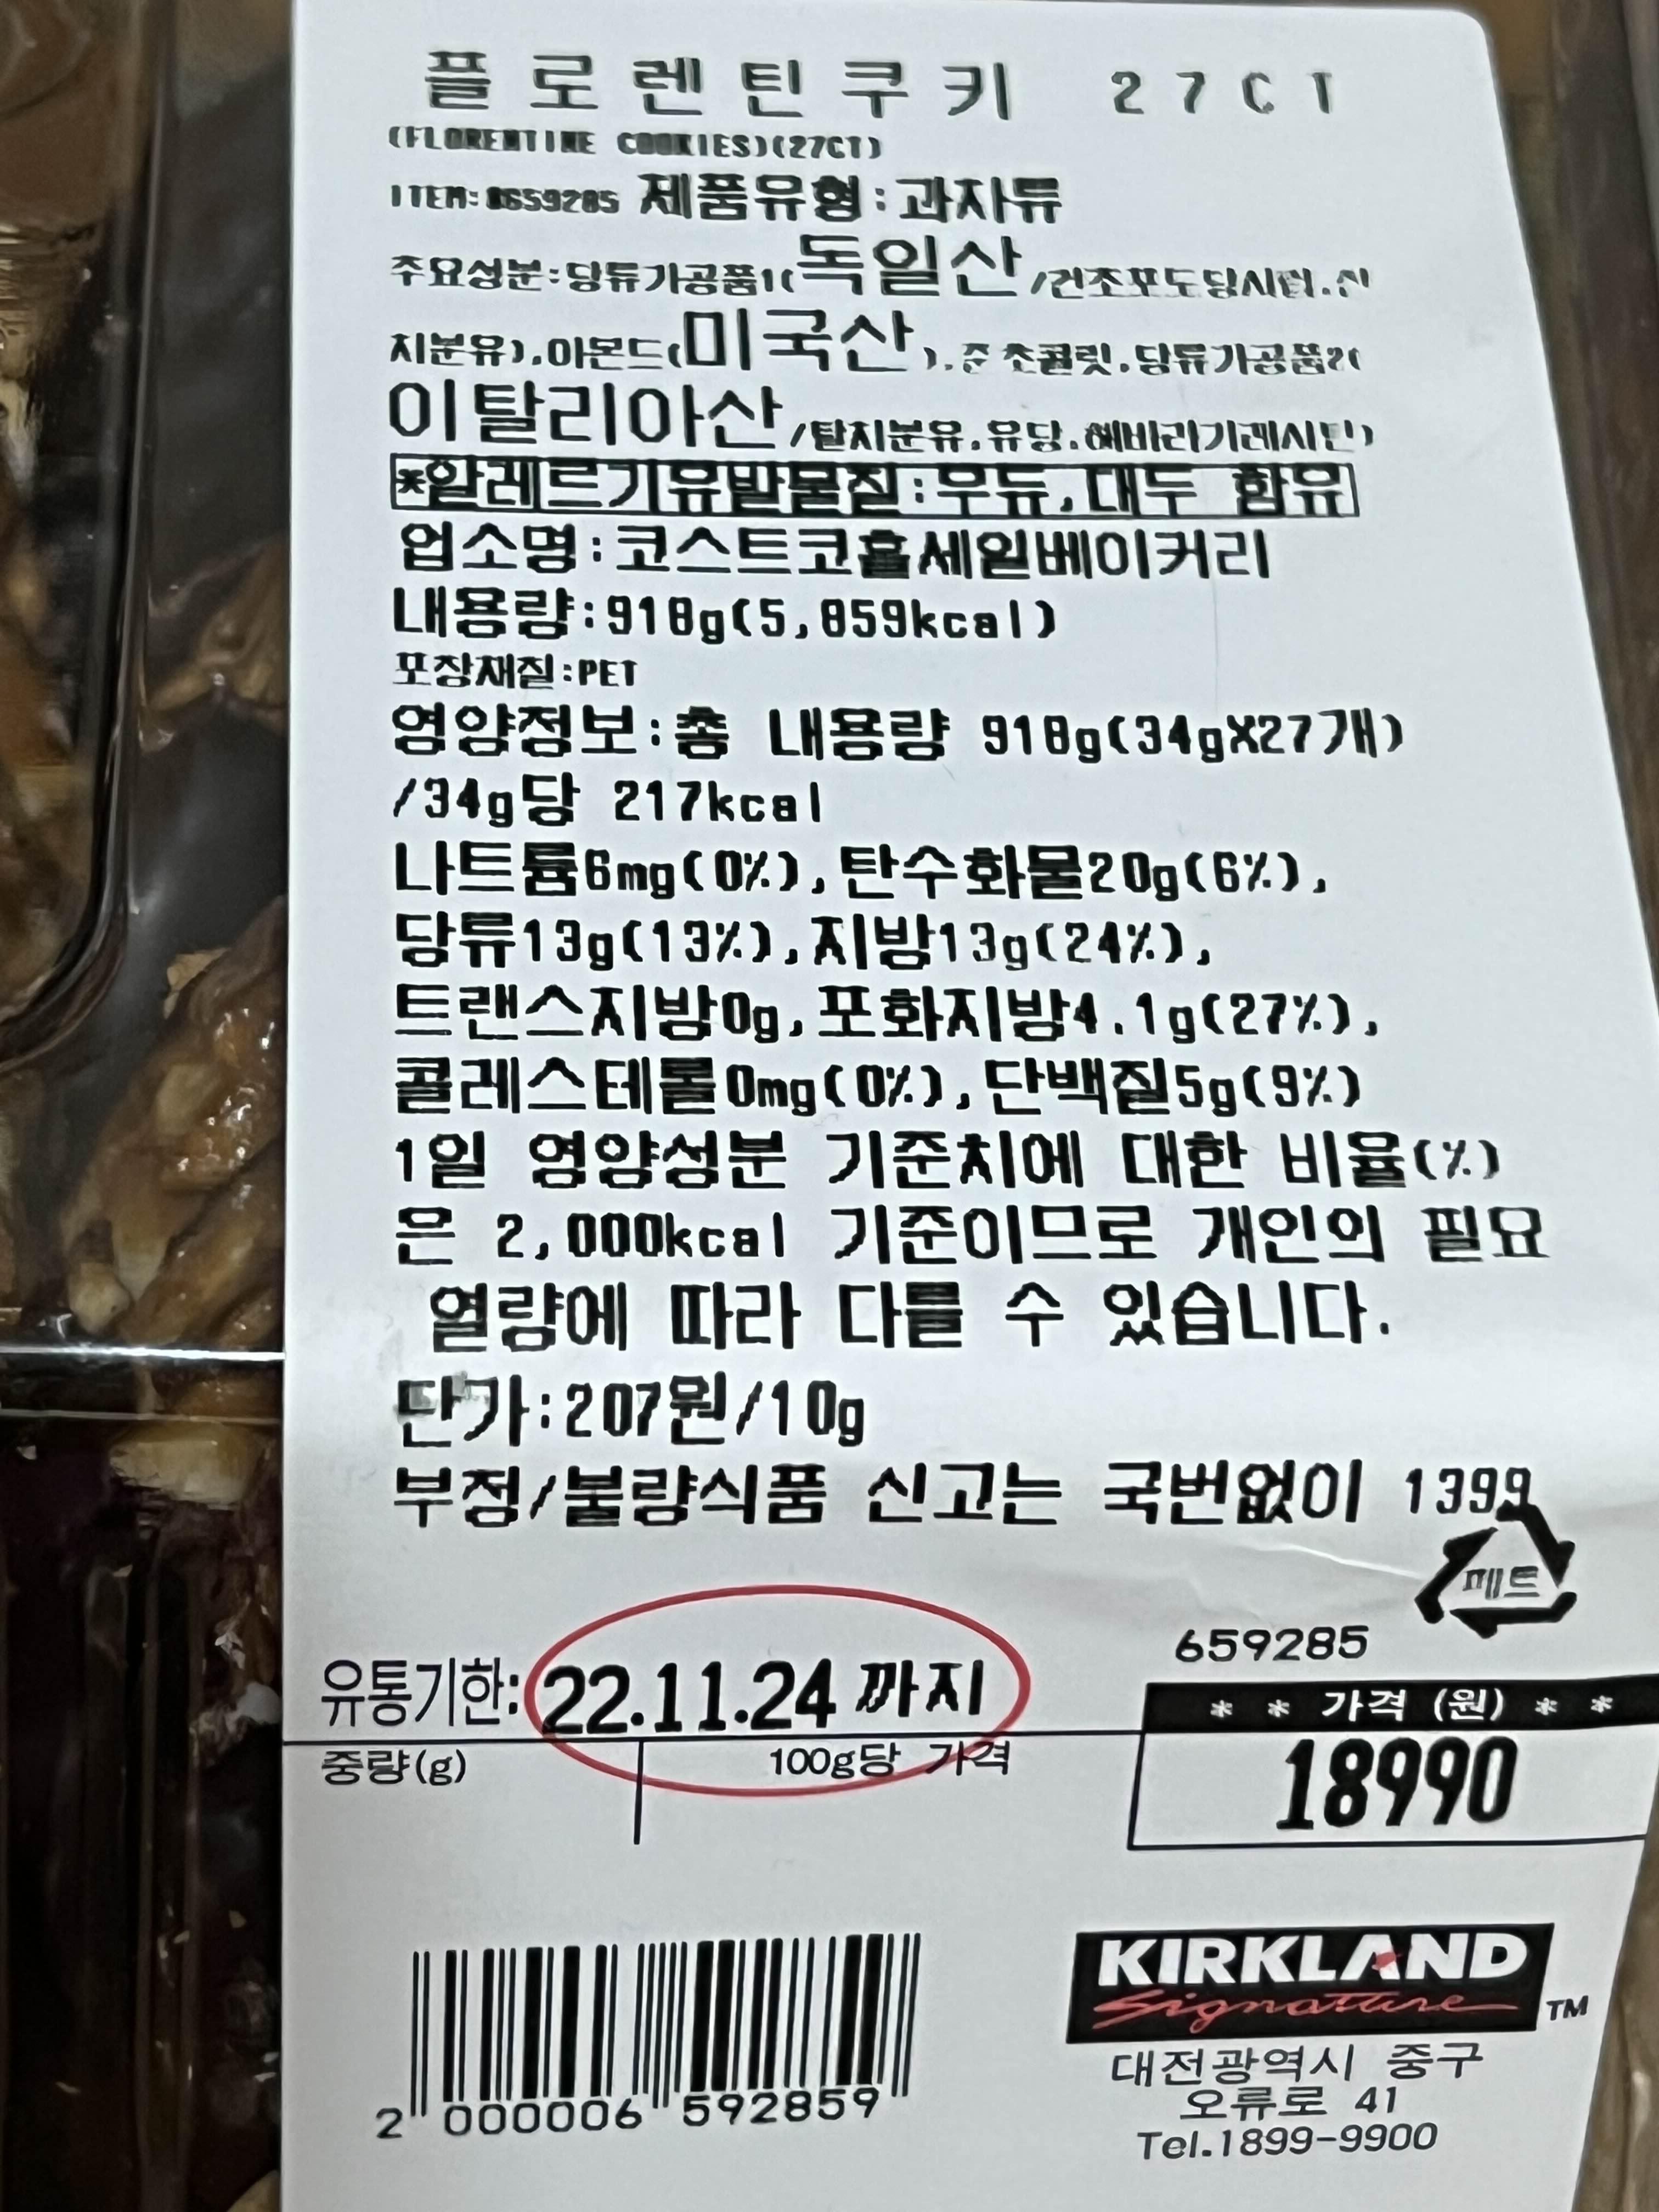 플로렌틴쿠키 27CT
(FLORENTINE COOKIES)(27CT)
ITEM: 659285 제품유형:과자류
주요성분:당류가공품1(독일산/건조포도당시럽.
지분유),아몬드(미국산),준초콜릿,당류가공품2(
이탈리아산/탈지분유,유당,해바라기레시틴)
*알레르기유발물질:우유,대두 함유
업소명:코스트코홀세일베이커리
내용량:918g(5,859kcal)
포장재질:PET
영양정보:총 내용량 918g(34gX27개)
/34g당 217kcal
나트륨6mg(0%),탄수화물20g(6%),
당류13g(13%),지방13g(24%),
트랜스지방0g,포화지방4.1g(27%),
콜레스테롤0mg(0%),단백질5g(9%)
1일 영양성분 기준치에 대한 비율(%)
은 2,000kcal 기준이므로 개인의 필요
열량에 따라 다를 수 있습니다.
단가:207원/10g
부정/불량식품 신고는 국번없이 1399
페트
659285
유통기한: 22.11.24 까지
* * 가격 (원) * *
중량(g) 100g당 가격
18990
2 000006 592859
KIRKLAND
Signature TM
대전광역시 중구
오류로 41
Tel.1899-9900